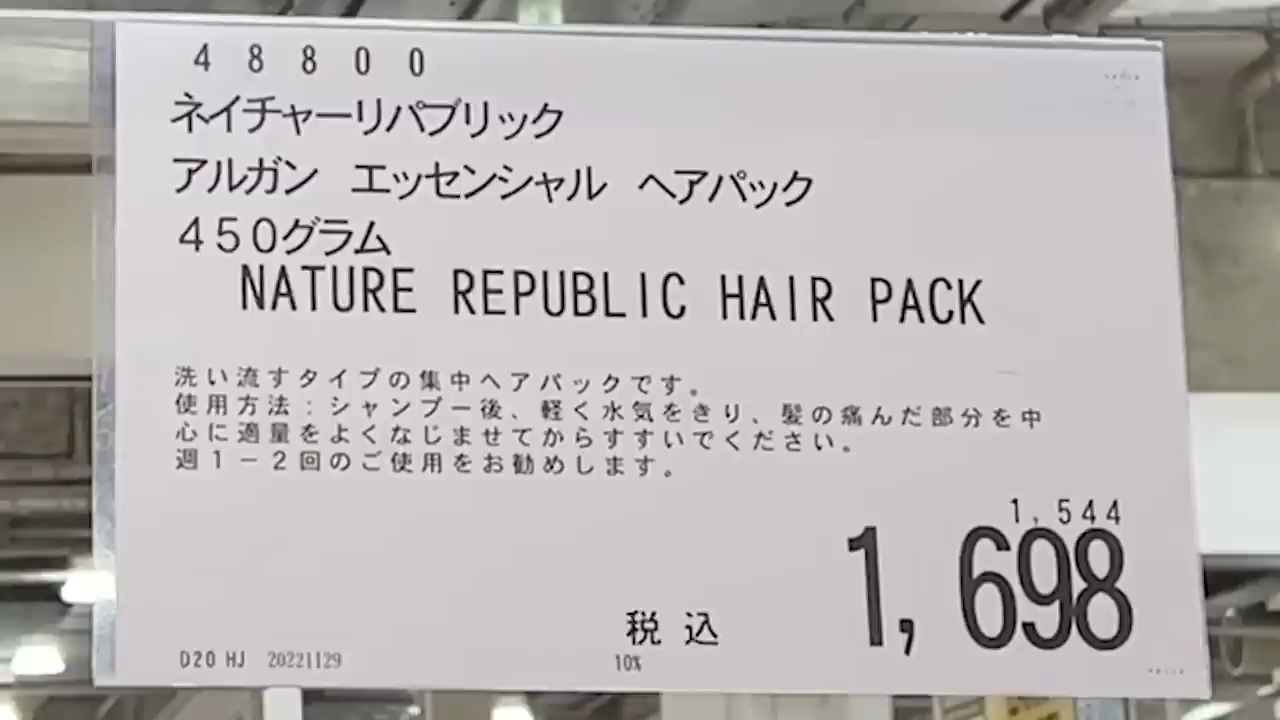 48800
ネイチャーリパブリック
アルガン エッセンシャル ヘアパック
450グラム
NATURE REPUBLIC HAIR PACK
洗い流すタイプの集中ヘアパックです。
使用方法：シャンプー後、軽く水気をきり、髪の痛んだ部分を中
心に適量をよくなじませてからすすいでください。
週1－2回のご使用をお勧めします。
1,544
1,698
税込
10%
D20 HJ 20221129